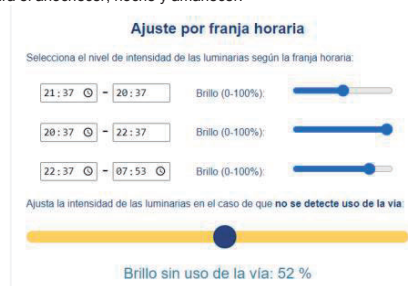 Ajuste por franja horaria
Selecciona el nivel de intensidad de las luminarias según la franja horaria:
21:37 - 20:37 Brillo (0-100%):
20:37 - 22:37 Brillo (0-100%):
22:37 - 07:53 Brillo (0-100%):
Ajusta la intensidad de las luminarias en el caso de que no se detecte uso de la vía:
Brillo sin uso de la vía: 52 %